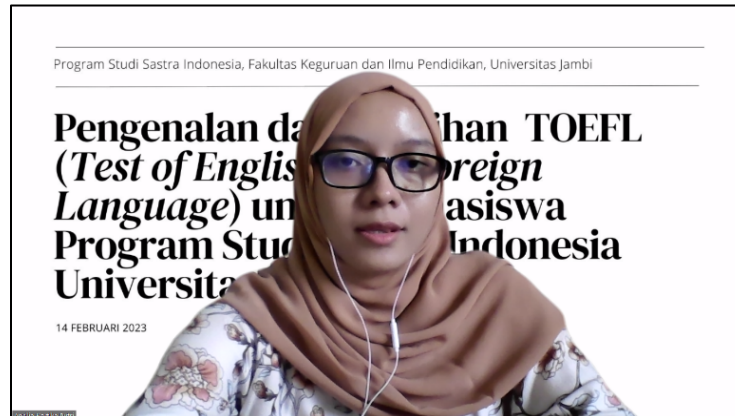 Program Studi Sastra Indonesia, Fakultas Keguruan dan Ilmu Pendidikan, Universitas Jambi
Pengenalan da ihan TOEFL
(Test of Englis oreign
Language) un asiswa
Program Stu Indonesia
Universita
14 FEBRUARI 2023